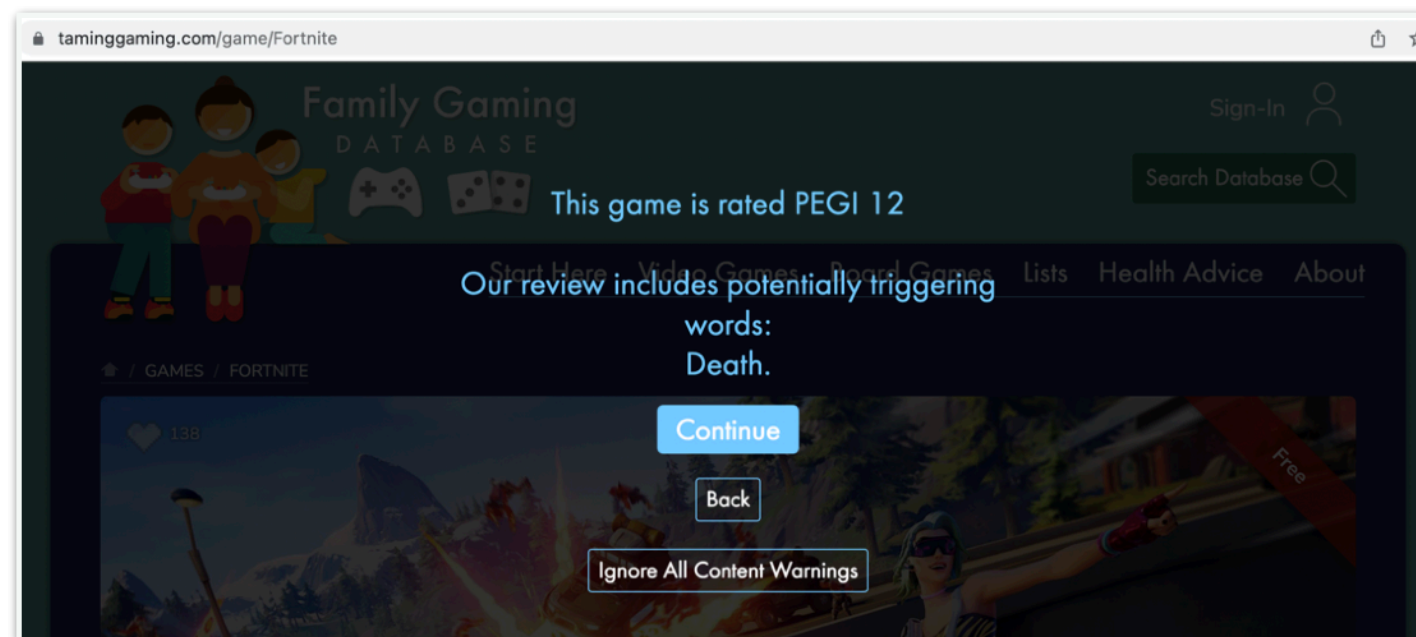 taminggaming.com/game/Fortnite
Family Gaming
DATABASE
Sign-In
Search Database
This game is rated PEGI 12
Start Here Video Games Board Games Lists Health Advice About
Our review includes potentially triggering
words:
Death.
/ GAMES / FORTNITE
138
Free
Continue
Back
Ignore All Content Warnings